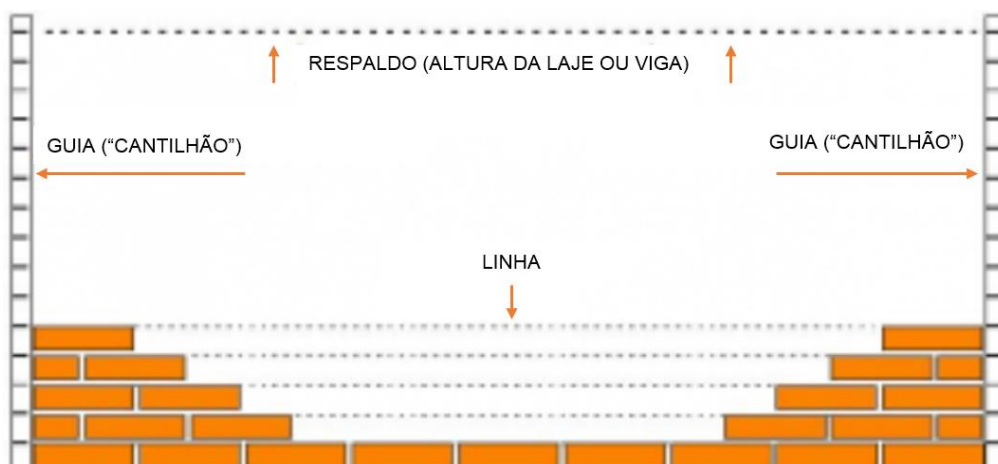 RESPALDO (ALTURA DA LAJE OU VIGA)
GUIA (“CANTILHÃO”)
GUIA (“CANTILHÃO”)
LINHA